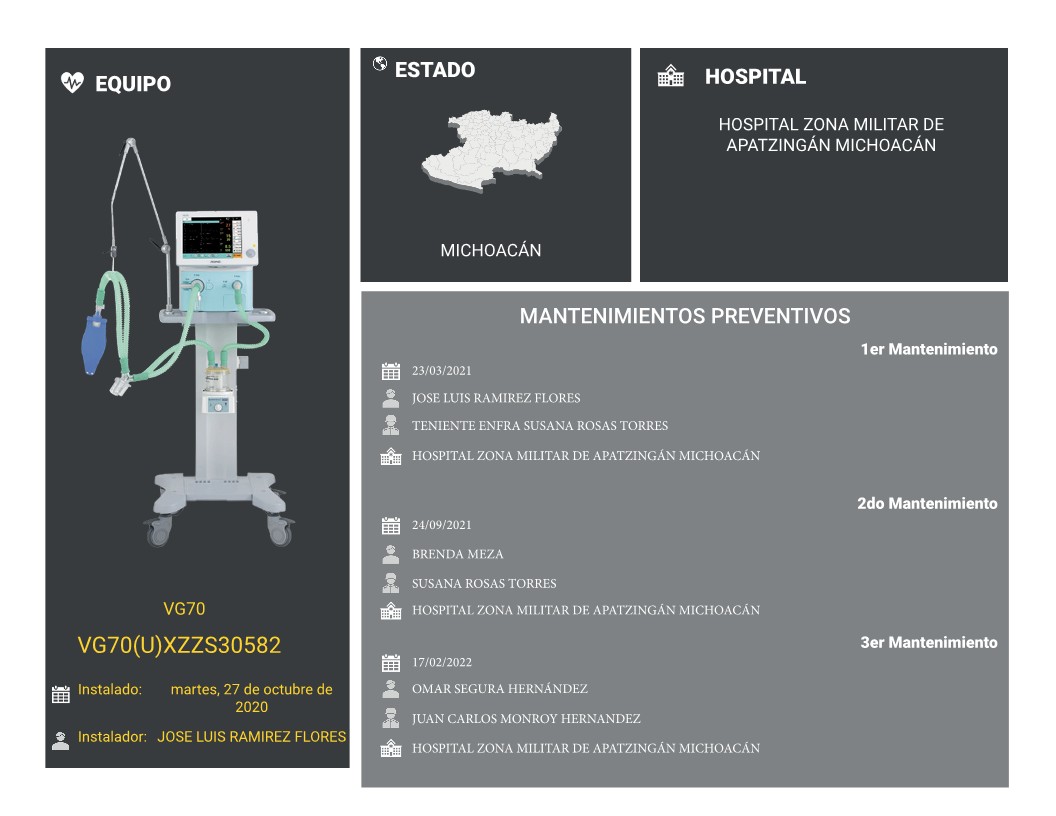 EQUIPO
VG70
VG70(U)XZZS30582
Instalado: martes, 27 de octubre de
2020
Instalador: JOSE LUIS RAMIREZ FLORES
ESTADO
MICHOACÁN
HOSPITAL
HOSPITAL ZONA MILITAR DE
APATZINGÁN MICHOACÁN
MANTENIMIENTOS PREVENTIVOS
1er Mantenimiento
23/03/2021
JOSE LUIS RAMIREZ FLORES
TENIENTE ENFRA SUSANA ROSAS TORRES
HOSPITAL ZONA MILITAR DE APATZINGÁN MICHOACÁN
2do Mantenimiento
24/09/2021
BRENDA MEZA
SUSANA ROSAS TORRES
HOSPITAL ZONA MILITAR DE APATZINGÁN MICHOACÁN
3er Mantenimiento
17/02/2022
OMAR SEGURA HERNÁNDEZ
JUAN CARLOS MONROY HERNANDEZ
HOSPITAL ZONA MILITAR DE APATZINGÁN MICHOACÁN